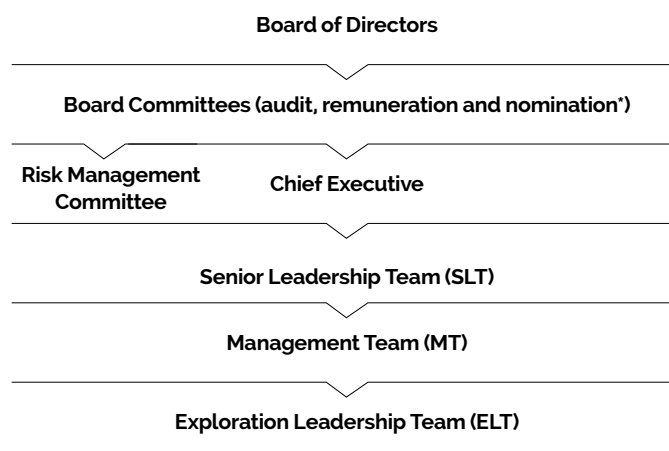 Board of Directors
Board Committees (audit, remuneration and nomination*)
Risk Management
Committee
Chief Executive
Senior Leadership Team (SLT)
Management Team (MT)
Exploration Leadership Team (ELT)